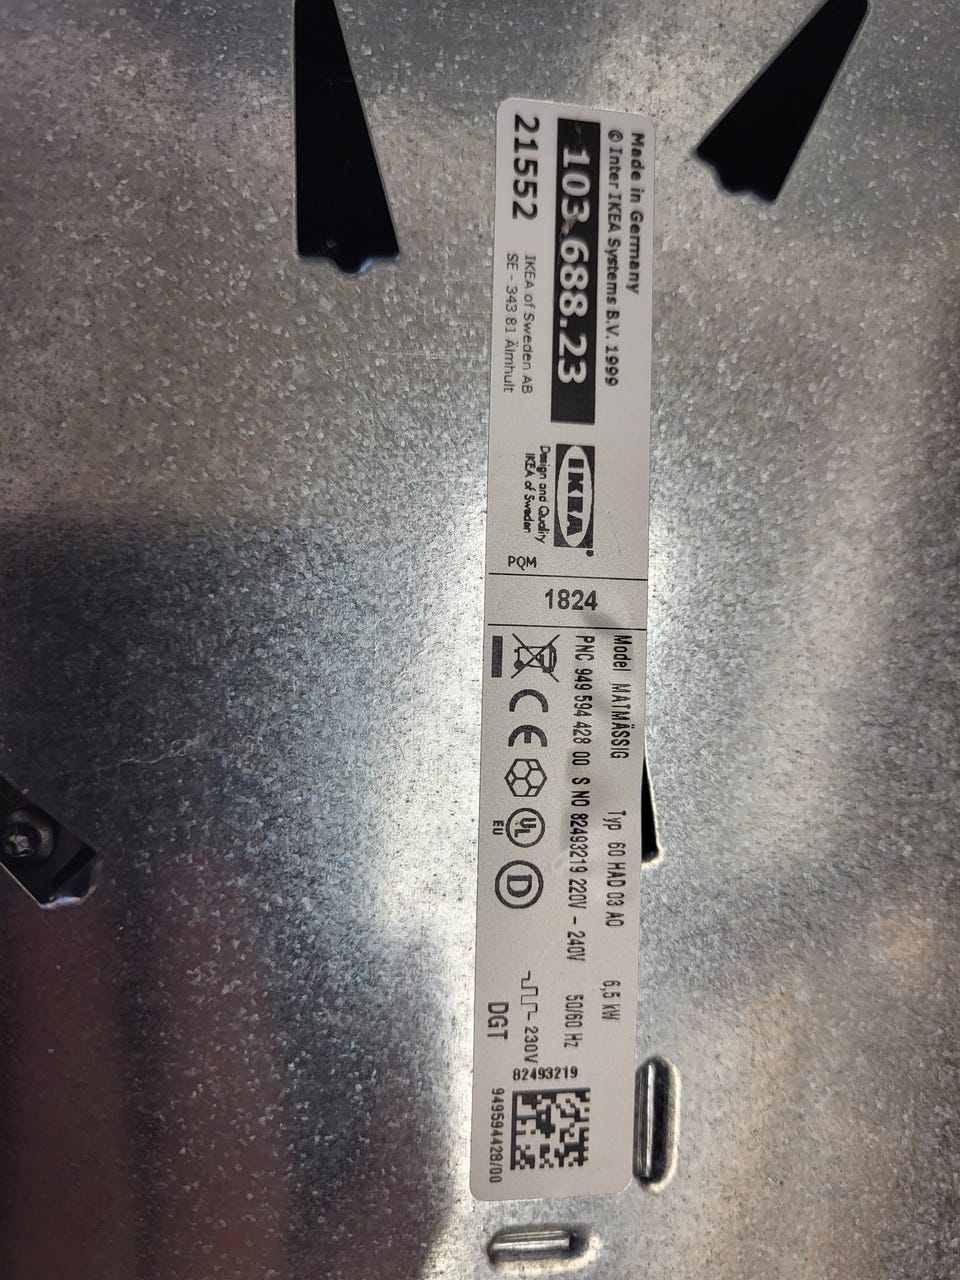 Made in Germany
© Inter IKEA Systems B.V. 1999
103.688.23
21552
IKEA of Sweden AB
SE - 343 81 Älmhult
IKEA®
Design and Quality
IKEA of Sweden
PQM
1824
Model MATMÄSSIG Typ 60 HAD 03 AO 6,5 kW
PNC 949 594 428 00 S NO 82493219 220V - 240V 50/60 Hz
CE UL EU D
230V
DGT
82493219
949594428/00